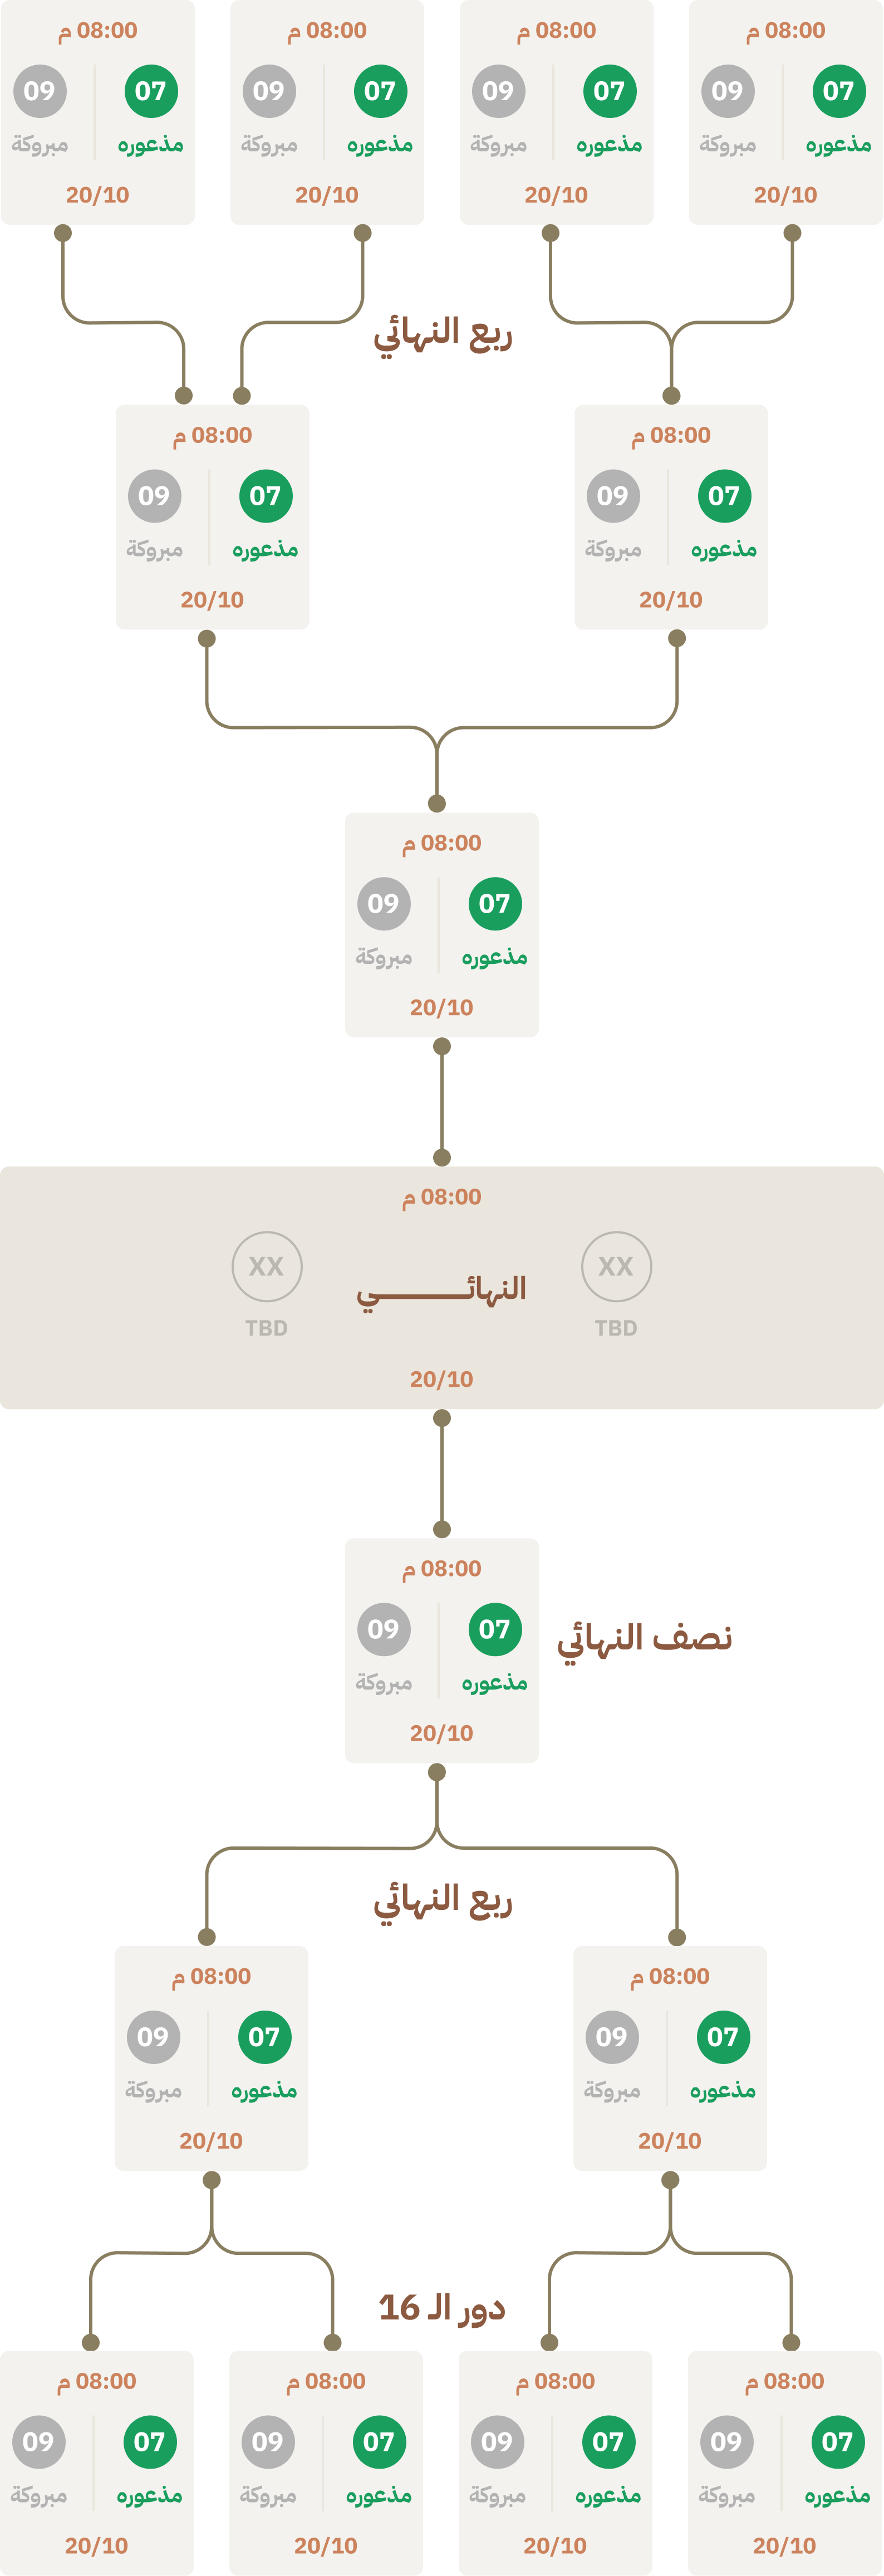 08:00 م
07 09
مذعوره مبروكة
20/10
08:00 م
07 09
مذعوره مبروكة
20/10
08:00 م
07 09
مذعوره مبروكة
20/10
08:00 م
07 09
مذعوره مبروكة
20/10
ربع النهائي
08:00 م
07 09
مذعوره مبروكة
20/10
08:00 م
07 09
مذعوره مبروكة
20/10
08:00 م
07 09
مذعوره مبروكة
20/10
08:00 م
XX XX
النهائـــــــــــي
TBD TBD
20/10
08:00 م
07 09
مذعوره مبروكة
20/10
نصف النهائي
ربع النهائي
08:00 م
07 09
مذعوره مبروكة
20/10
08:00 م
07 09
مذعوره مبروكة
20/10
دور الـ 16
08:00 م
07 09
مذعوره مبروكة
20/10
08:00 م
07 09
مذعوره مبروكة
20/10
08:00 م
07 09
مذعوره مبروكة
20/10
08:00 م
07 09
مذعوره مبروكة
20/10